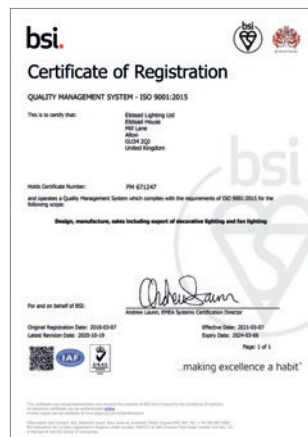 bsi.
bsi.
Certificate of Registration
QUALITY MANAGEMENT SYSTEM - ISO 9001:2015
This is to certify that:
Elstead Lighting Ltd
Elstead House
Mill Lane
Alton
GU34 2QJ
United Kingdom
Holds Certificate Number:
FM 671247
and operates a Quality Management System which complies with the requirements of ISO 9001:2015 for the
following scope:
Design, manufacture, sales including export of decorative lighting and fan lighting
bsi
For and on behalf of BSI:
Andrew Launn, EMEA Systems Certification Director
Original Registration Date: 2018-03-07
Effective Date: 2021-03-07
Latest Revision Date: 2020-10-19
Expiry Date: 2024-03-06
Page: 1 of 1
IAF
UKAS
...making excellence a habit